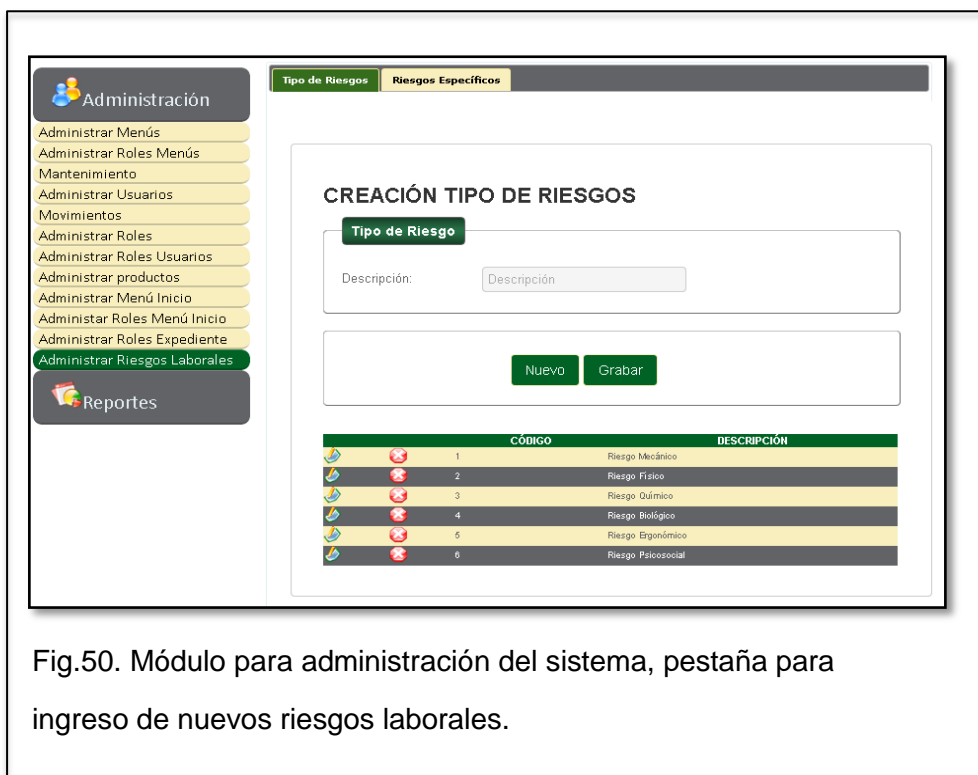 Administración
Administrar Menús
Administrar Roles Menús
Mantenimiento
Administrar Usuarios
Movimientos
Administrar Roles
Administrar Roles Usuarios
Administrar productos
Administrar Menú Inicio
Administar Roles Menú Inicio
Administrar Roles Expediente
Administrar Riesgos Laborales
Reportes
Tipo de Riesgos Riesgos Específicos
CREACIÓN TIPO DE RIESGOS
Tipo de Riesgo
Descripción: Descripción
Nuevo Grabar
CÓDIGO DESCRIPCIÓN
1 Riesgo Mecánico
2 Riesgo Físico
3 Riesgo Químico
4 Riesgo Biológico
5 Riesgo Ergonómico
6 Riesgo Psicosocial
Fig.50. Módulo para administración del sistema, pestaña para
ingreso de nuevos riesgos laborales.